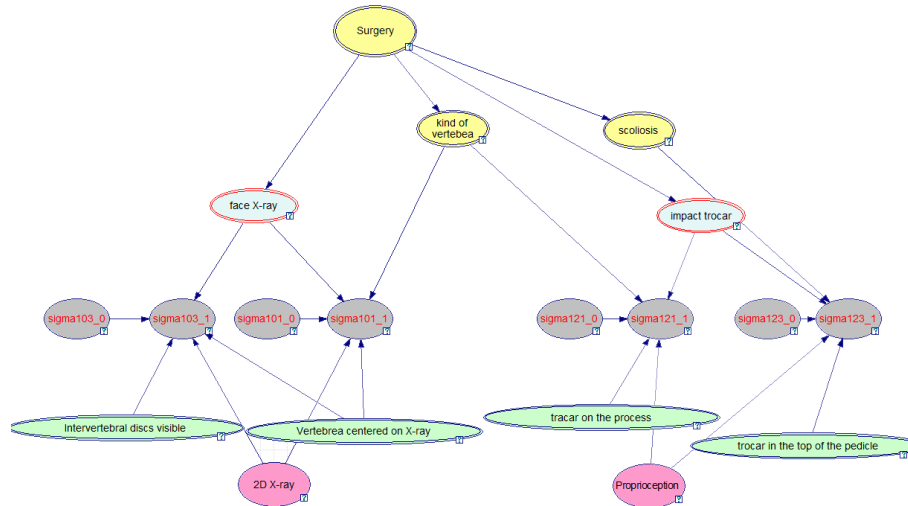 Surgery
kind of
vertebea
scoliosis
face X-ray
impact trocar
sigma103_0
sigma103_1
sigma101_0
sigma101_1
sigma121_0
sigma121_1
sigma123_0
sigma123_1
Intervertebral discs visible
Vertebrea centered on X-ray
tracar on the process
trocar in the top of the pedicle
2D X-ray
Proprioception